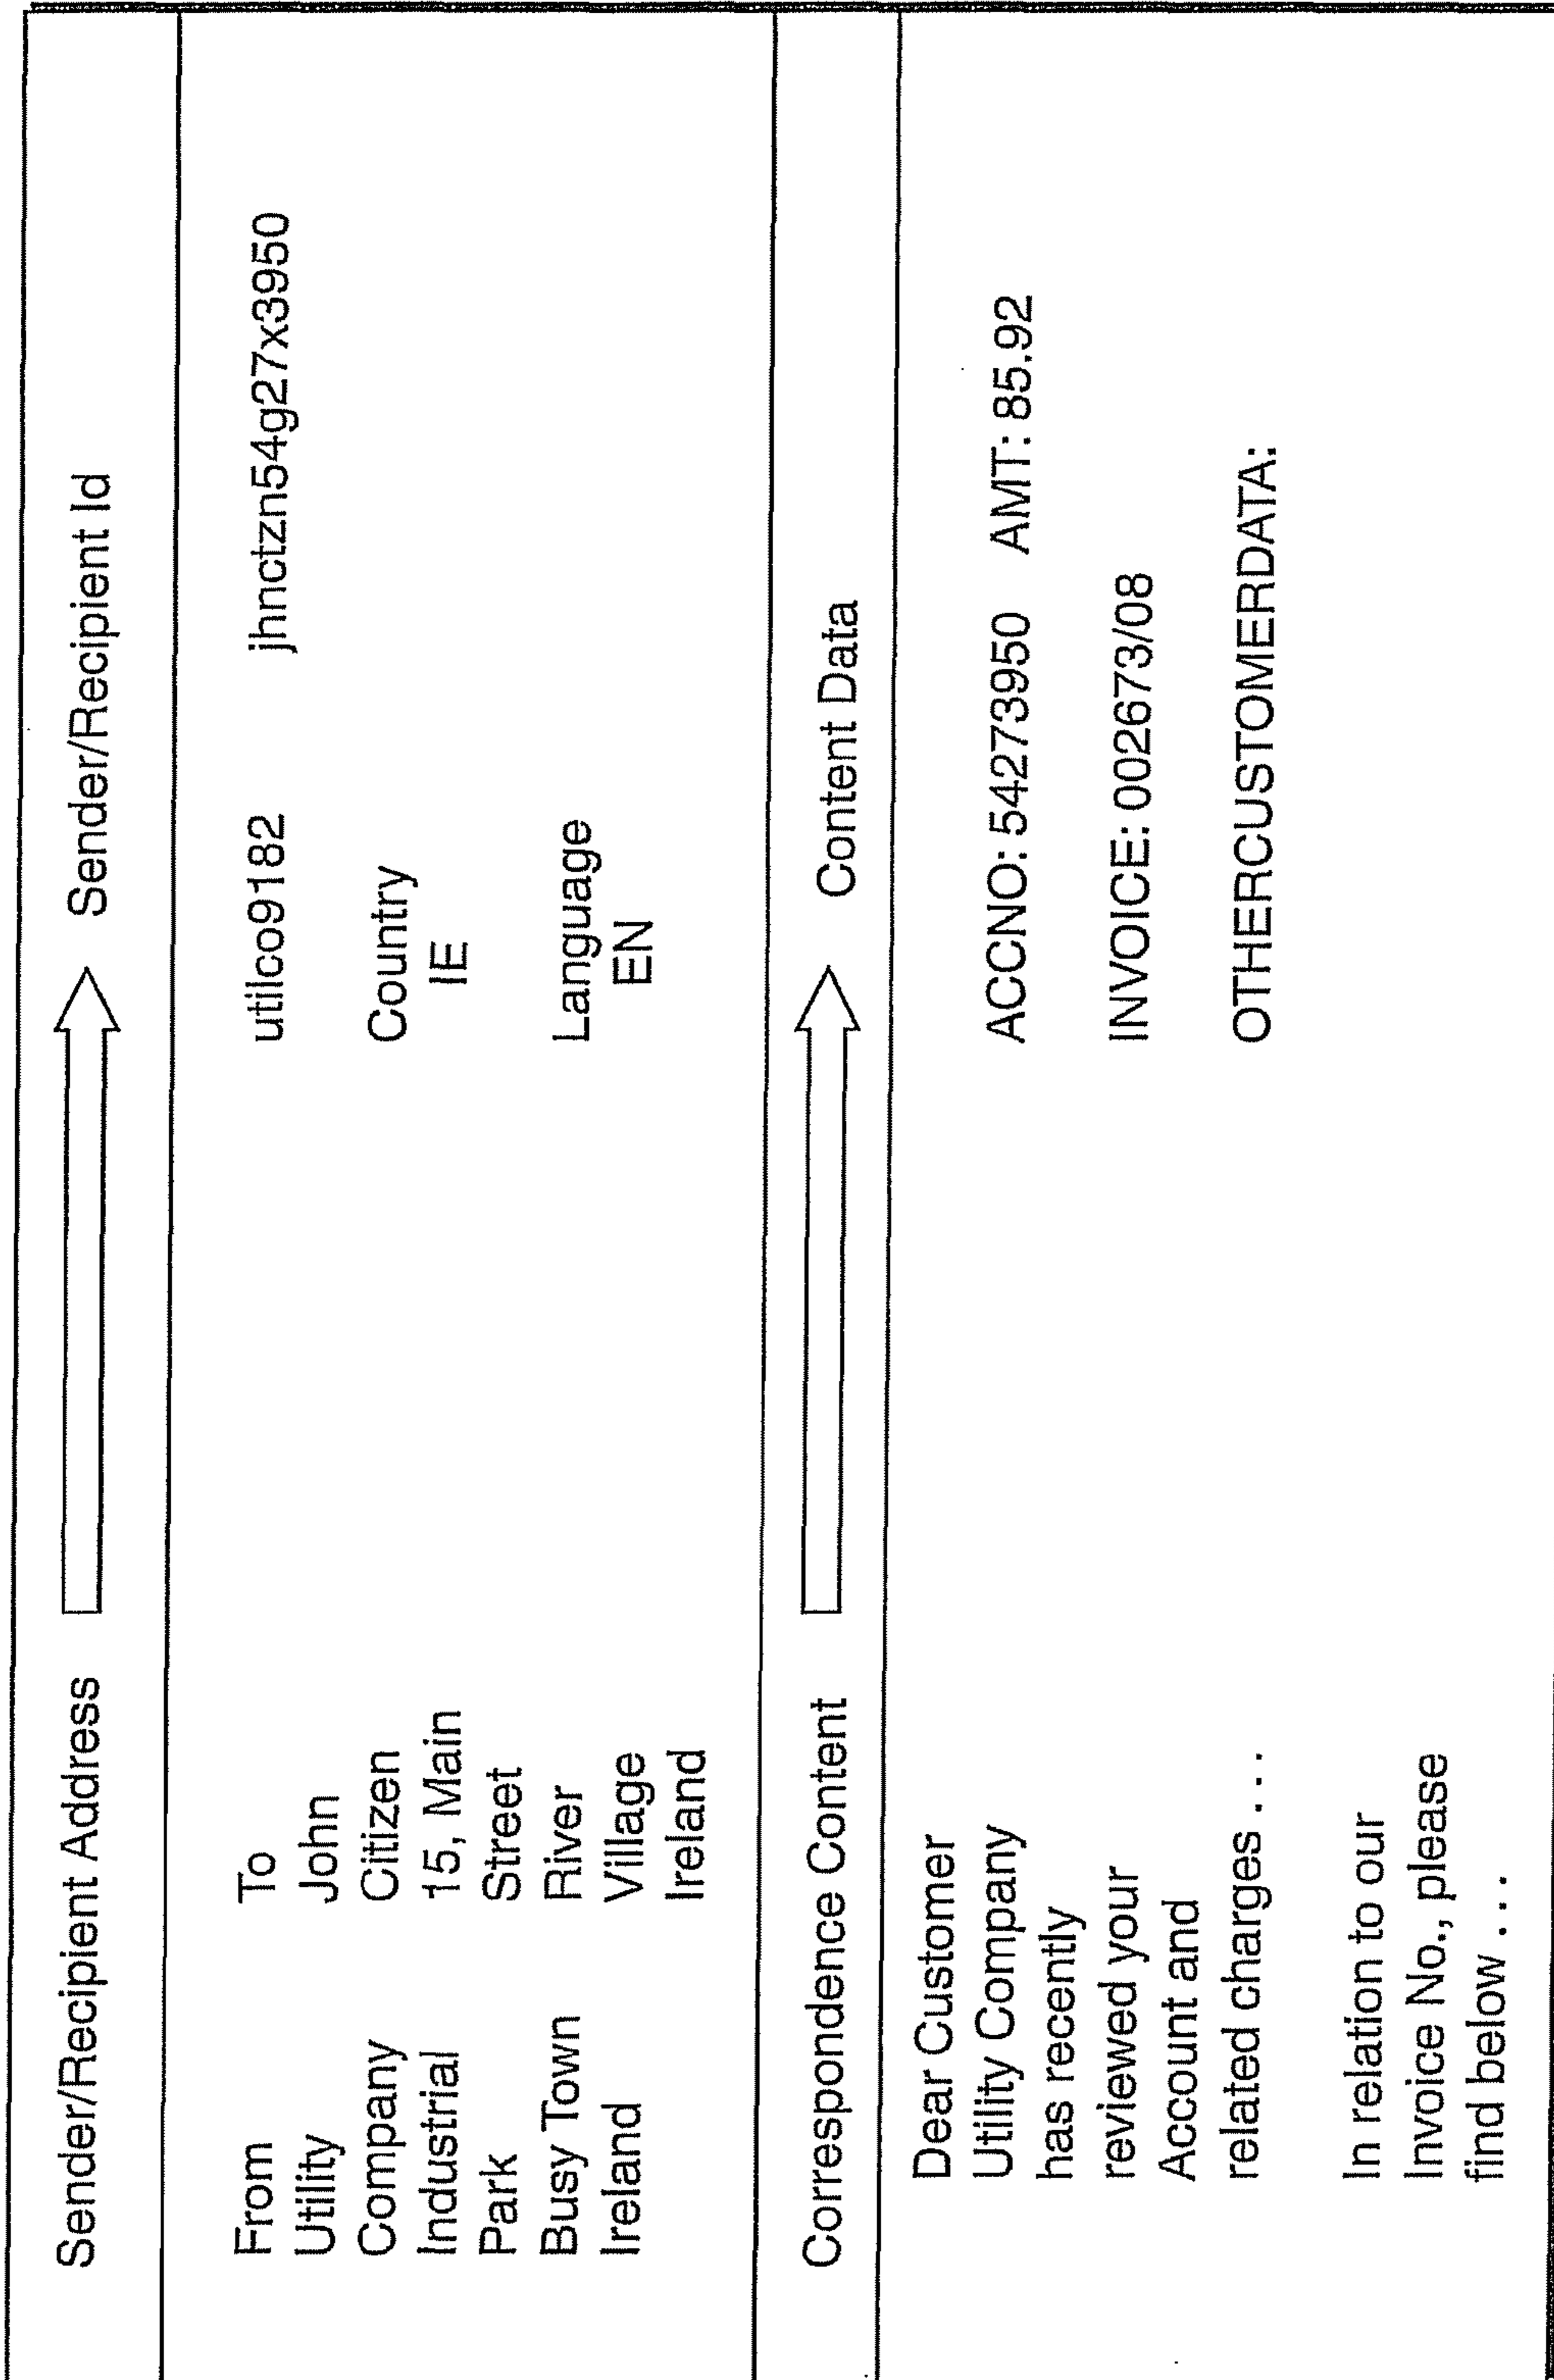 Sender/Recipient Address
Sender/Recipient Id
From
Utility
Company
Industrial
Park
Busy Town
Ireland
To
John
Citizen
15, Main
Street
River
Village
Ireland
utilco9182
jhnctzn54g27x3950
Country
IE
Language
EN
Correspondence Content
Content Data
Dear Customer
Utility Company
has recently
reviewed your
Account and
related charges . . .
In relation to our
Invoice No., please
find below . . .
ACCNO: 54273950 AMT: 85.92
INVOICE: 002673/08
OTHERCUSTOMERDATA: